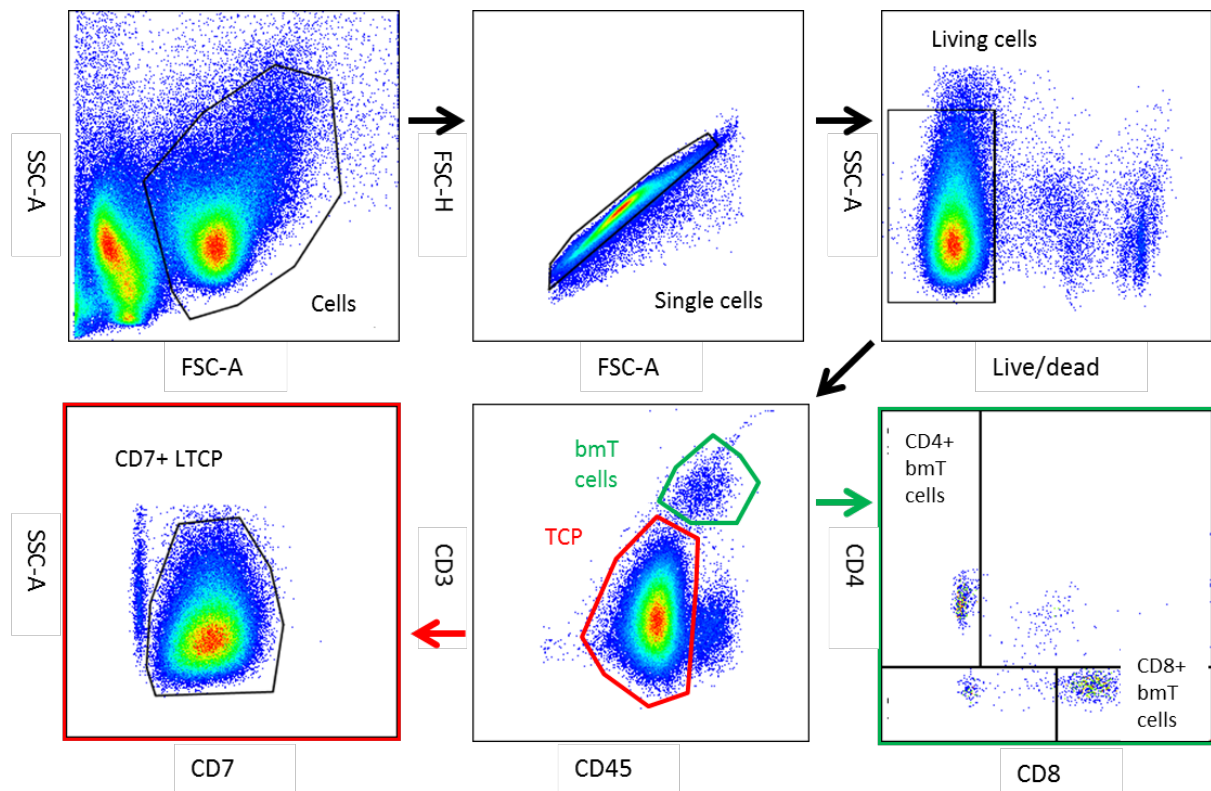 SSC-A
Cells
FSC-A
FSC-H
Single cells
FSC-A
SSC-A
Living cells
Live/dead
SSC-A
CD7+ LTCP
CD7
CD3
bmT
cells
TCP
CD45
CD4
CD4+
bmT
cells
CD8+
bmT
cells
CD8